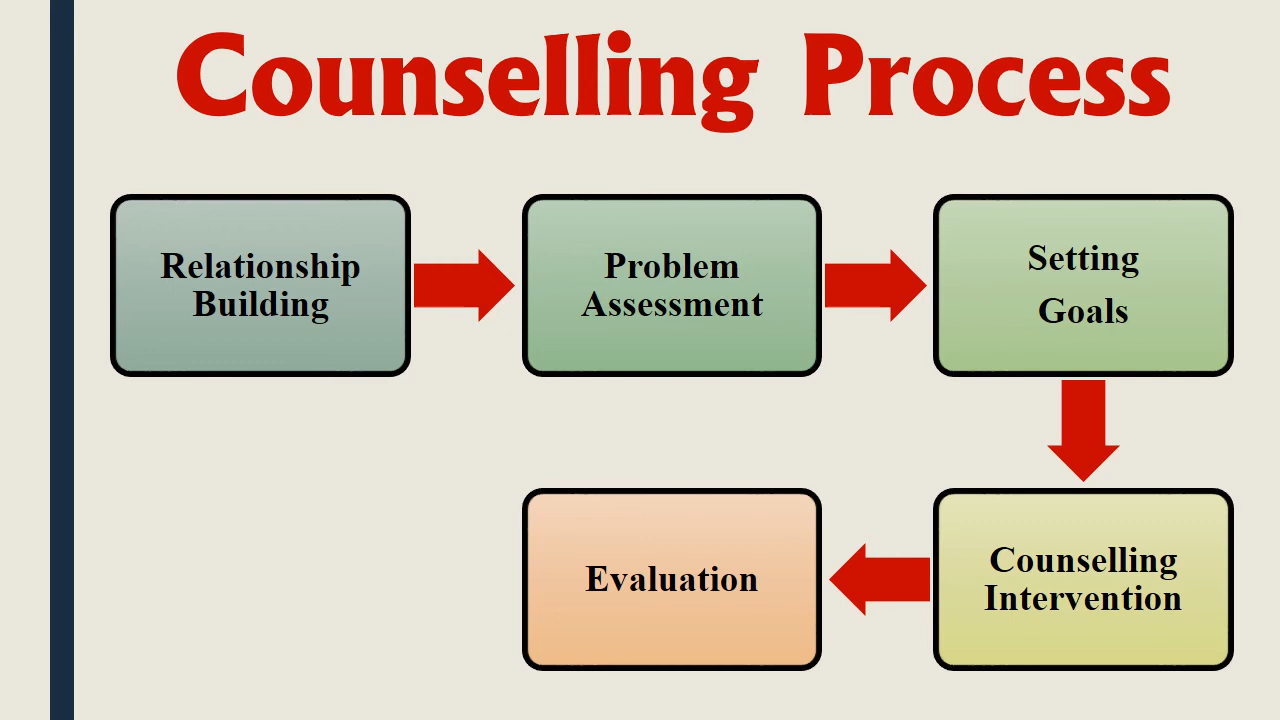 Counselling Process
Relationship
Building
Problem
Assessment
Setting
Goals
Counselling
Intervention
Evaluation